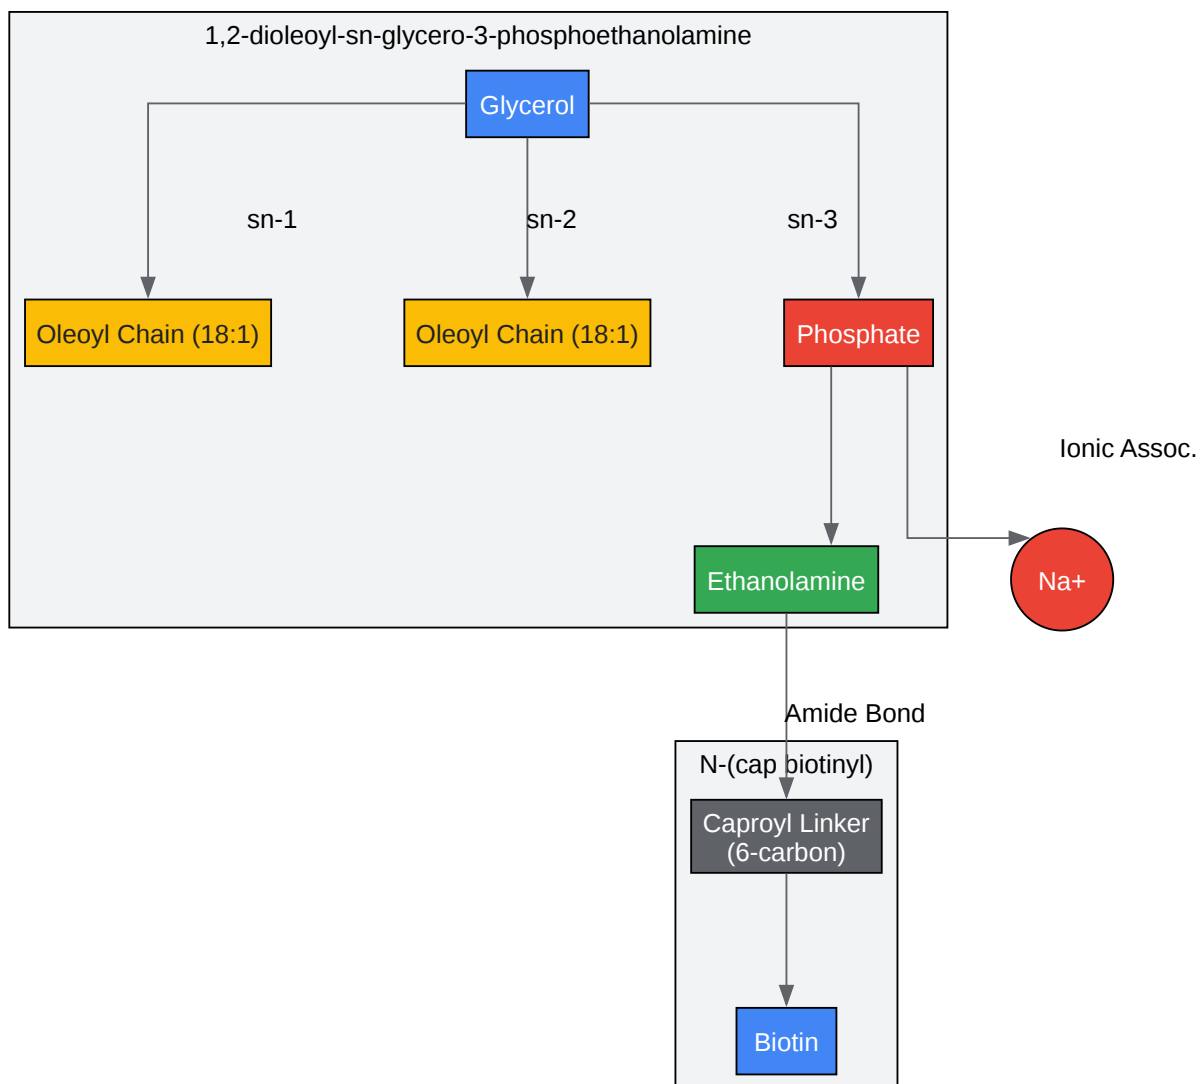 1,2-dioleoyl-sn-glycero-3-phosphoethanolamine
Glycerol
sn-1
sn-2
sn-3
Oleoyl Chain (18:1)
Oleoyl Chain (18:1)
Phosphate
Ionic Assoc.
Ethanolamine
Na+
Amide Bond
N-(cap biotinyl)
Caproyl Linker
(6-carbon)
Biotin